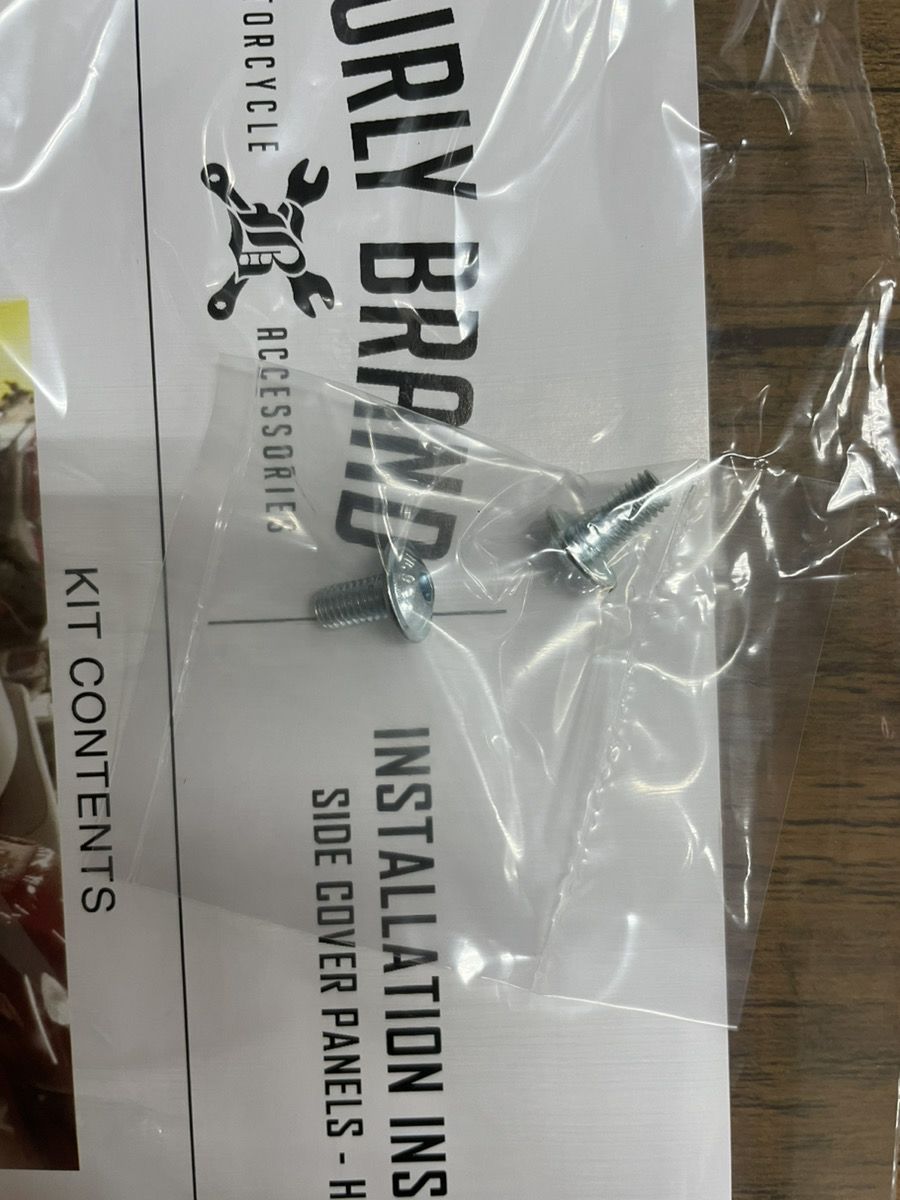 URLY BRAND
TORCYCLE
ACCESSORIES
INSTALLATION INS
SIDE COVER PANELS - H
KIT CONTENTS